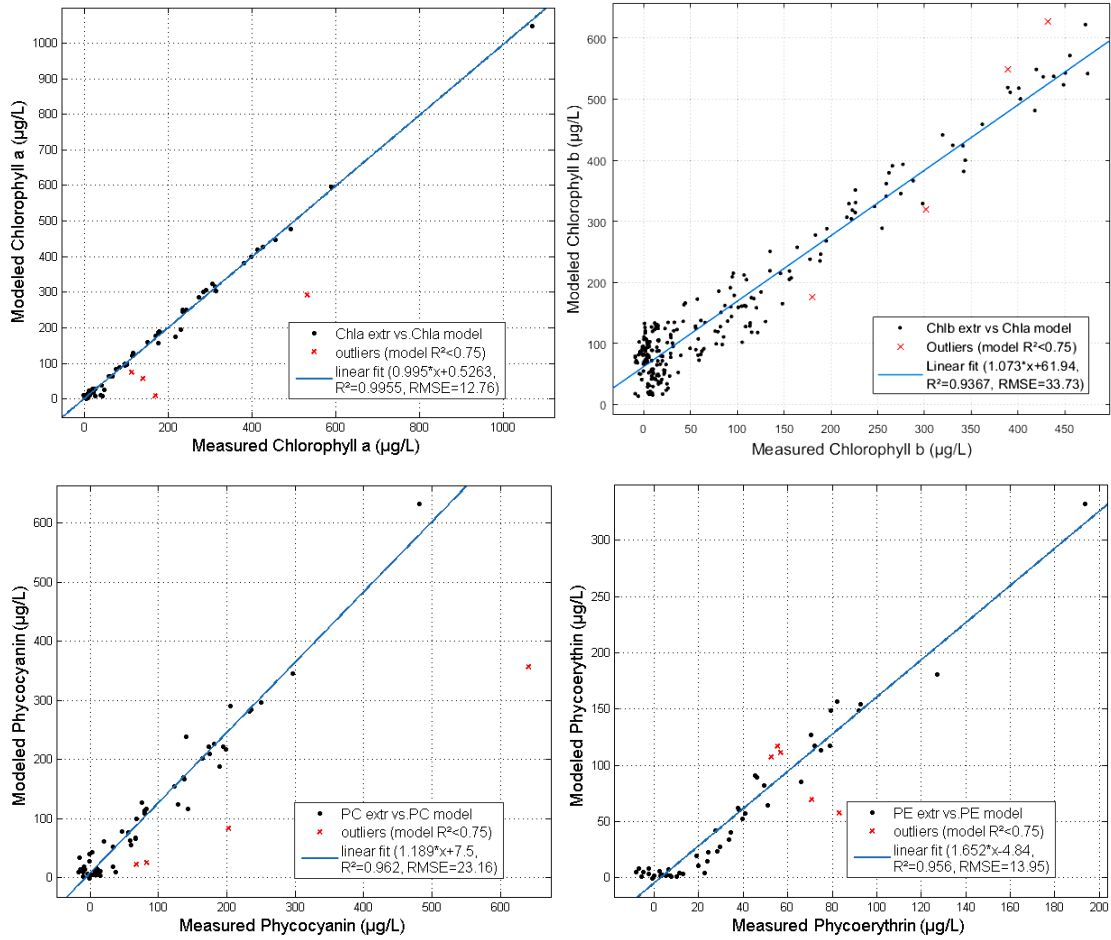 1000
900
800
700
600
500
400
300
200
100
0
Modeled Chlorophyll a (µg/L)
Chla extr vs.Chla model
outliers (model R²<0.75)
linear fit (0.995*x+0.5263,
R²=0.9955, RMSE=12.76)
0 200 400 600 800 1000
Measured Chlorophyll a (µg/L)
600
500
400
300
200
100
0
Modeled Chlorophyll b (µg/L)
Chlb extr vs Chla model
Outliers (model R²<0.75)
Linear fit (1.073*x+61.94,
R²=0.9367, RMSE=33.73)
0 50 100 150 200 250 300 350 400 450
Measured Chlorophyll b (µg/L)
600
500
400
300
200
100
0
Modeled Phycocyanin (µg/L)
PC extr vs.PC model
outliers (model R²<0.75)
linear fit (1.189*x+7.5,
R²=0.962, RMSE=23.16)
0 100 200 300 400 500 600
Measured Phycocyanin (µg/L)
350
300
250
200
150
100
50
0
Modeled Phycoerythin (µg/L)
PE extr vs.PE model
outliers (model R²<0.75)
linear fit (1.652*x-4.84,
R²=0.956, RMSE=13.95)
0 20 40 60 80 100 120 140 160 180 200
Measured Phycoerythrin (µg/L)